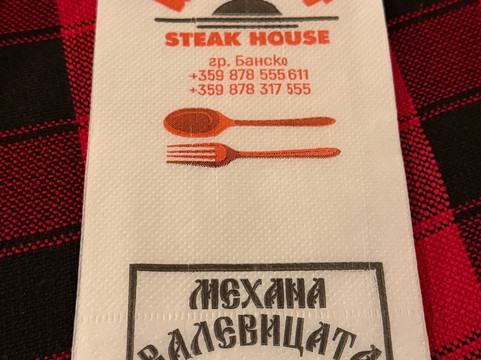 STEAK HOUSE
гр. Банско
+359 878 555 611
+359 878 317 555
МЕХАНА
ВАЛЕВИЦАТА